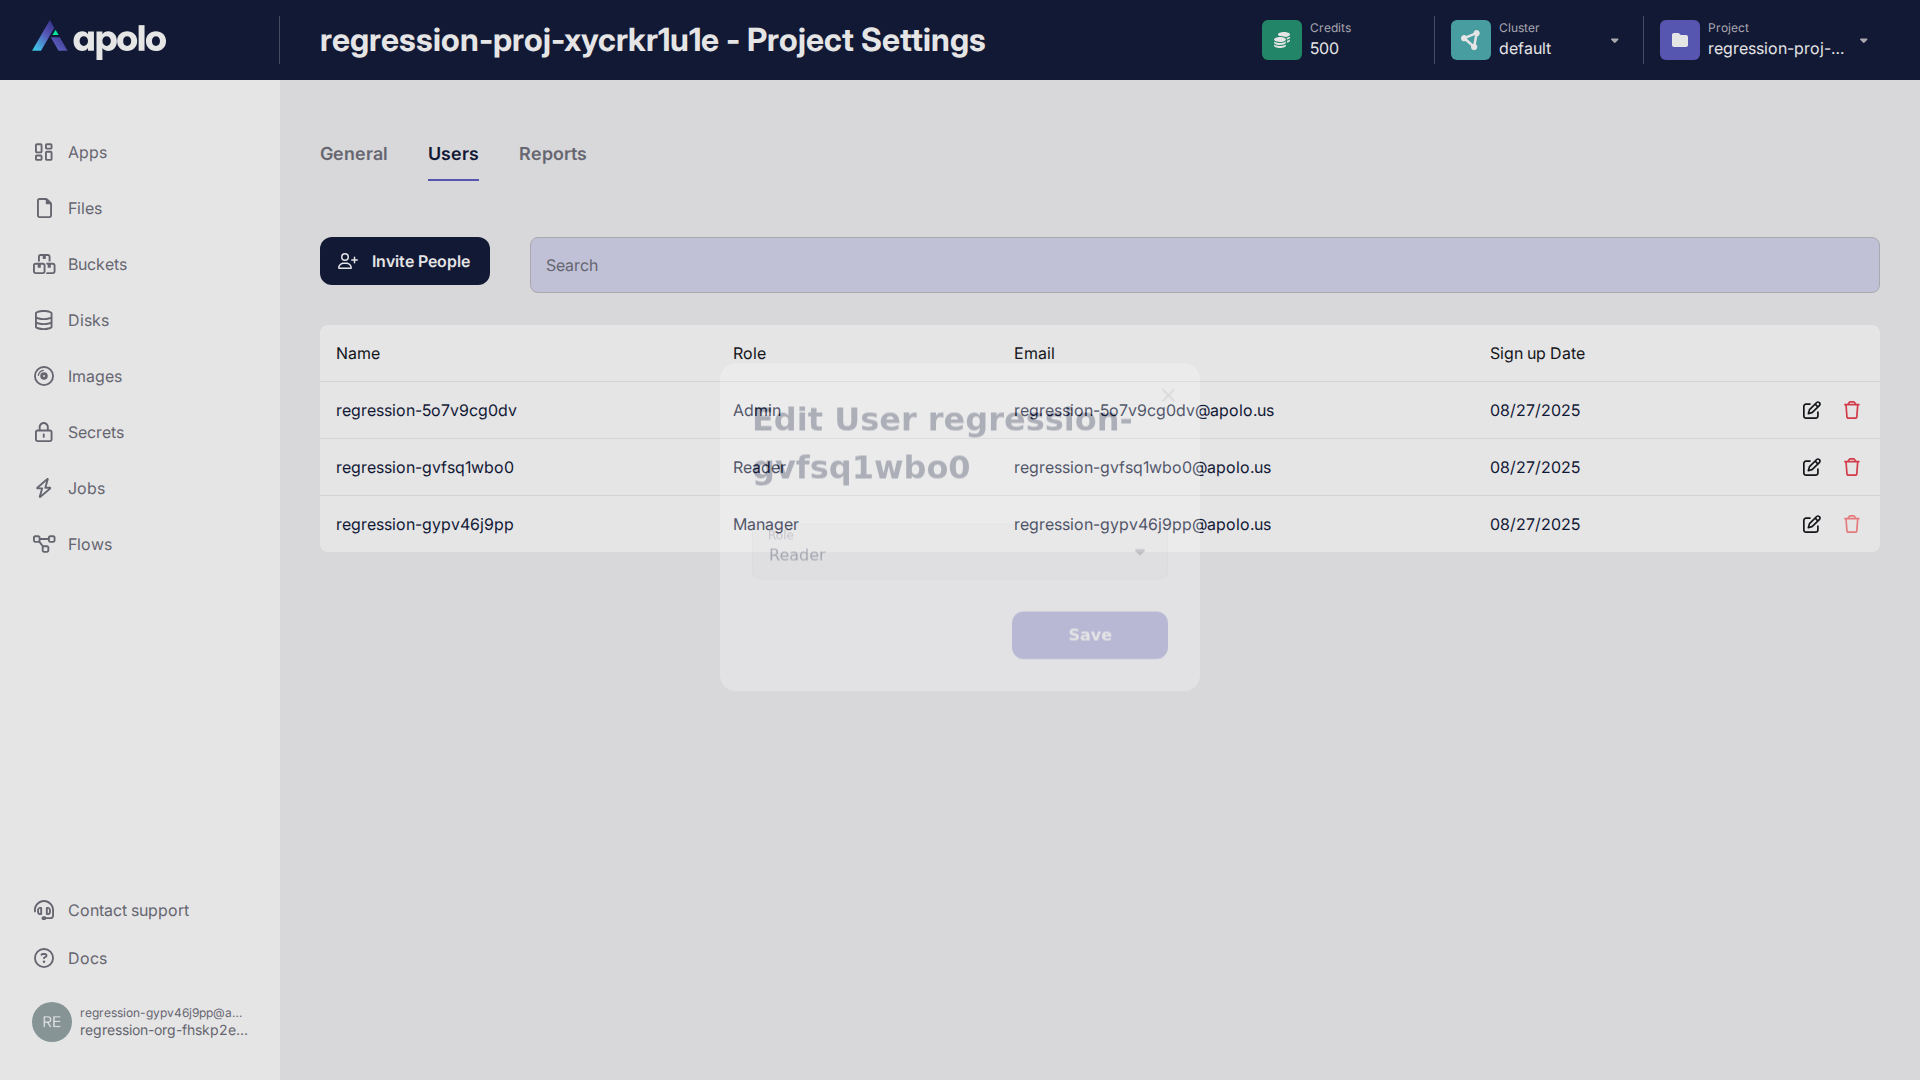 apolo
regression-proj-xycrkr1u1e - Project Settings
Credits
500
Cluster
default
Project
regression-proj-...
Apps
Files
Buckets
Disks
Images
Secrets
Jobs
Flows
Contact support
Docs
RE
regression-gypv46j9pp@a...
regression-org-fhskp2e...
General Users Reports
Invite People
Search
Name Role Email Sign up Date
regression-5o7v9cg0dv Admin regression-5o7v9cg0dv@apolo.us 08/27/2025
regression-gvfsq1wbo0 Reader regression-gvfsq1wbo0@apolo.us 08/27/2025
regression-gypv46j9pp Manager regression-gypv46j9pp@apolo.us 08/27/2025
Edit User regression-
gvfsq1wbo0
Role
Reader
Save